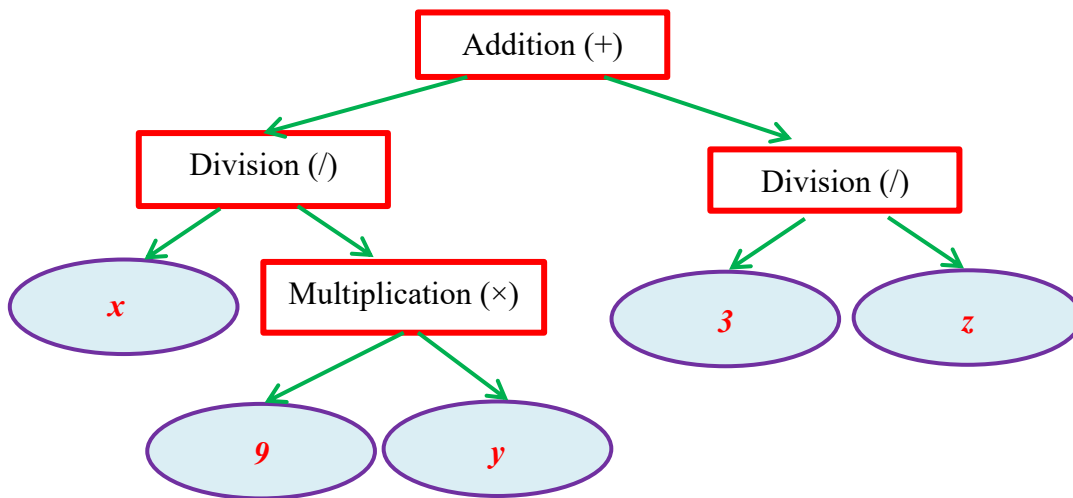 Addition (+)
Division (/)
Division (/)
x
Multiplication (×)
3
z
9
y